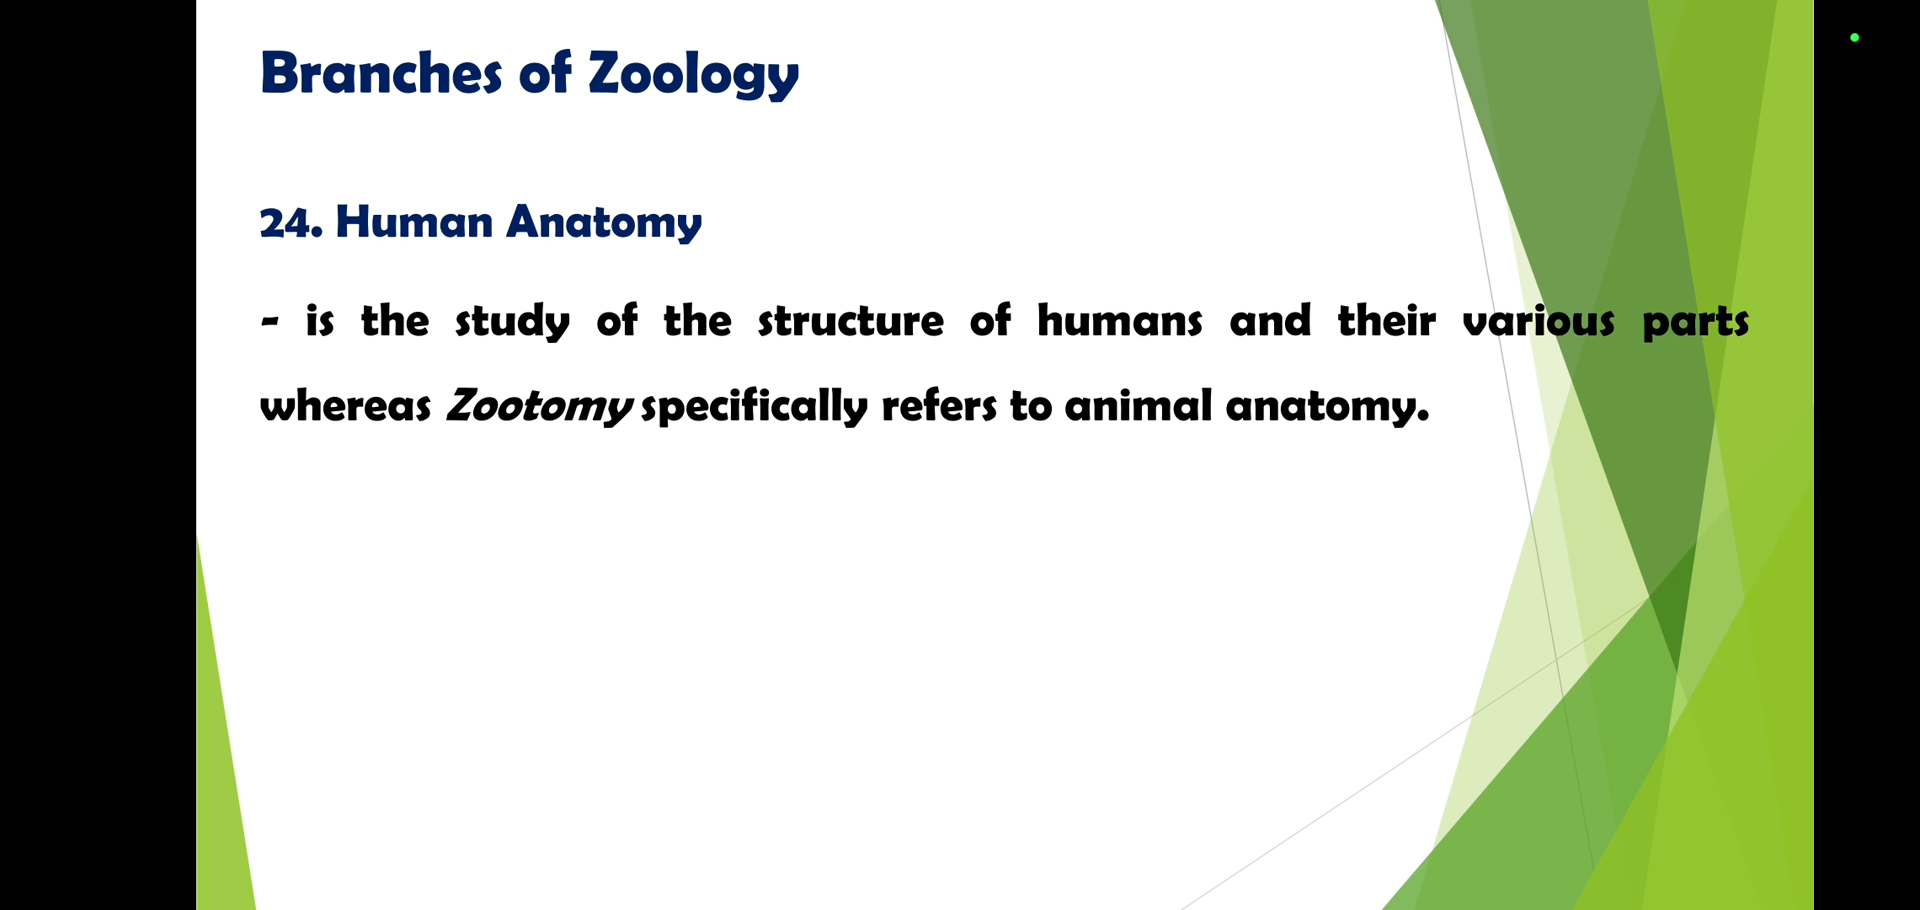 Branches of Zoology
24. Human Anatomy
- is the study of the structure of humans and their various parts
whereas Zootomy specifically refers to animal anatomy.